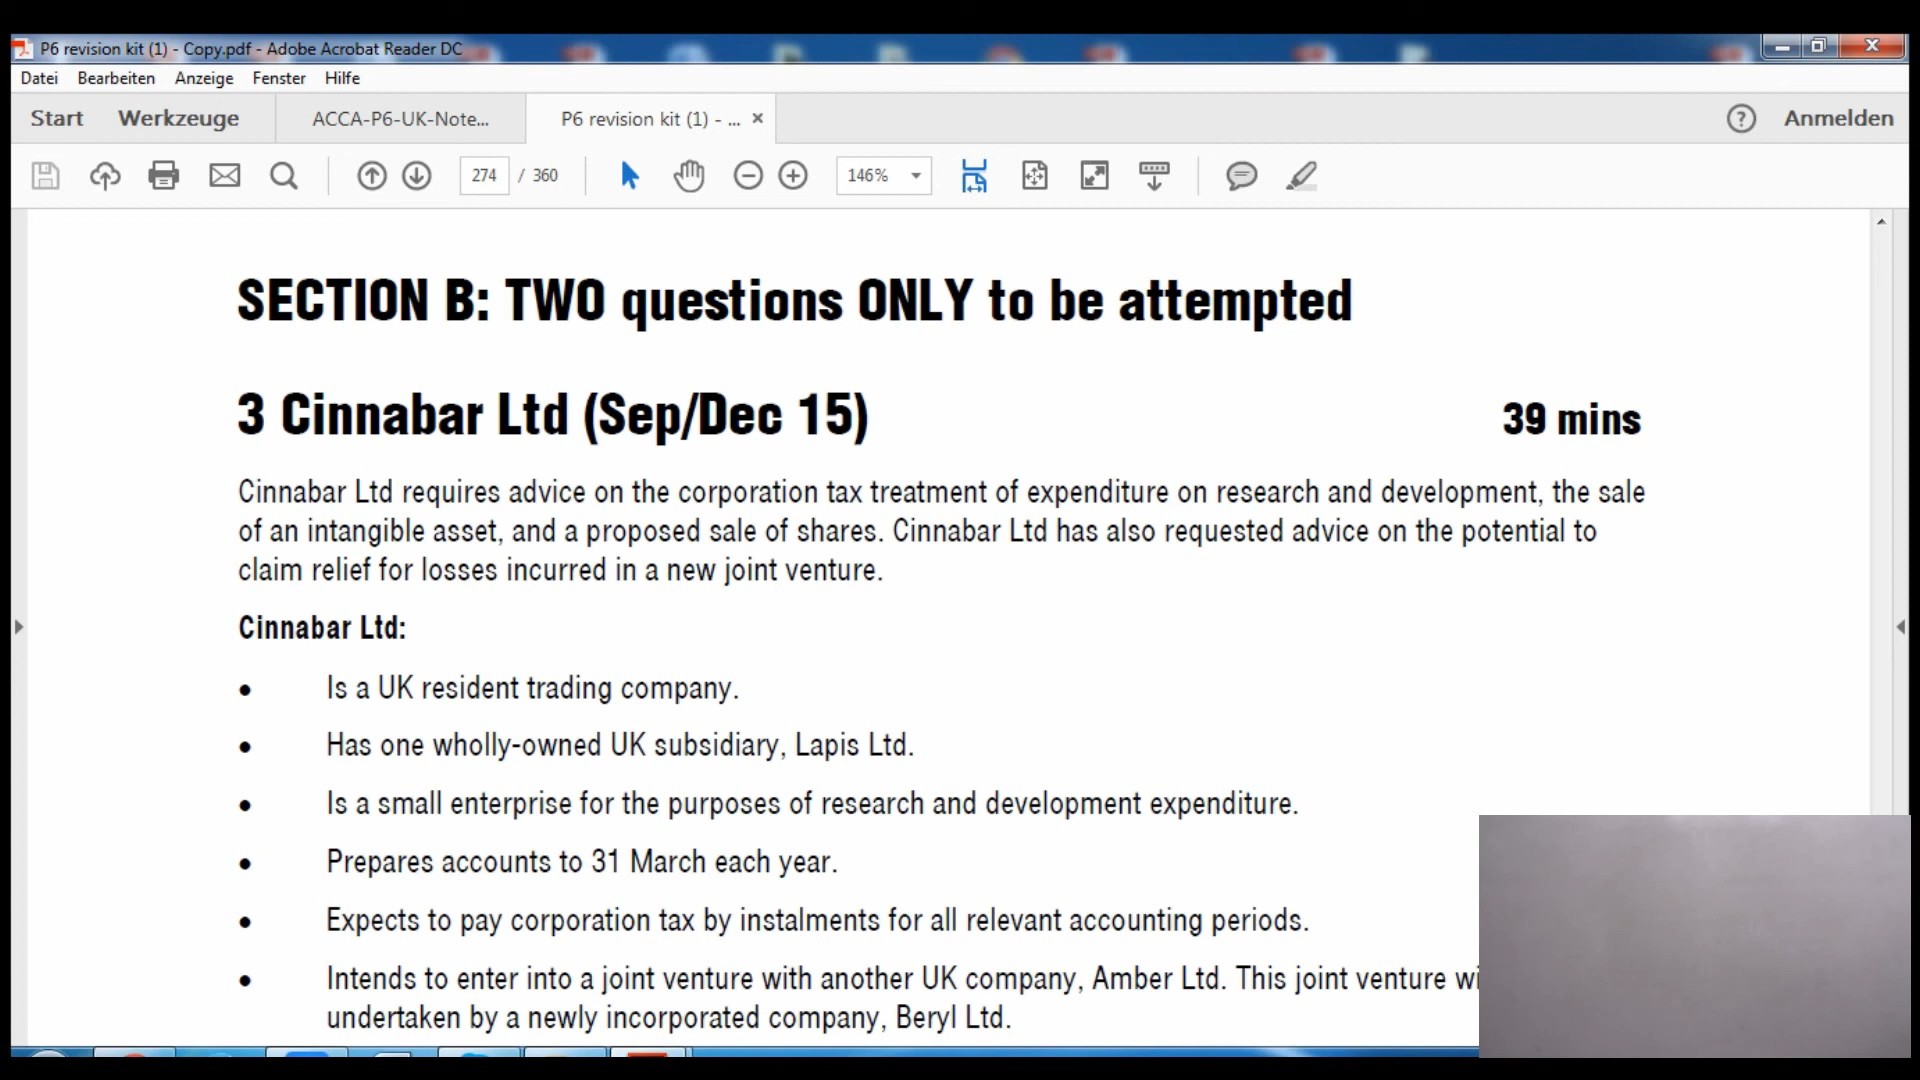 P6 revision kit (1) - Copy.pdf - Adobe Acrobat Reader DC
Datei Bearbeiten Anzeige Fenster Hilfe
Start Werkzeuge ACCA-P6-UK-Note... P6 revision kit (1) - ... × ? Anmelden
274 / 360 146%
SECTION B: TWO questions ONLY to be attempted
3 Cinnabar Ltd (Sep/Dec 15) 39 mins
Cinnabar Ltd requires advice on the corporation tax treatment of expenditure on research and development, the sale
of an intangible asset, and a proposed sale of shares. Cinnabar Ltd has also requested advice on the potential to
claim relief for losses incurred in a new joint venture.
Cinnabar Ltd:
• Is a UK resident trading company.
• Has one wholly-owned UK subsidiary, Lapis Ltd.
• Is a small enterprise for the purposes of research and development expenditure.
• Prepares accounts to 31 March each year.
• Expects to pay corporation tax by instalments for all relevant accounting periods.
• Intends to enter into a joint venture with another UK company, Amber Ltd. This joint venture
undertaken by a newly incorporated company, Beryl Ltd.